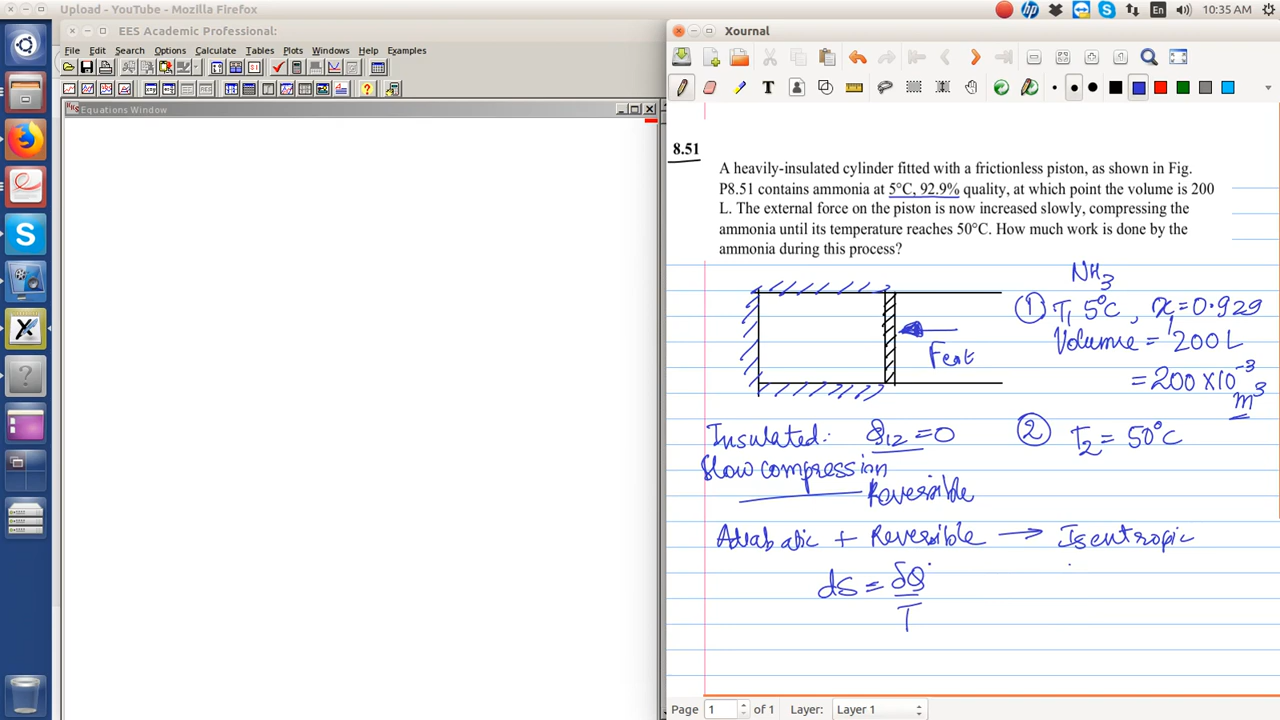 Upload - YouTube - Mozilla Firefox
En
10:35 AM
EES Academic Professional:
File Edit Search Options Calculate Tables Plots Windows Help Examples
Equations Window
Xournal
8.51
A heavily-insulated cylinder fitted with a frictionless piston, as shown in Fig.
P8.51 contains ammonia at 5°C, 92.9% quality, at which point the volume is 200
L. The external force on the piston is now increased slowly, compressing the
ammonia until its temperature reaches 50°C. How much work is done by the
ammonia during this process?
NH3
① T1 5°C, x1=0.929
Volume = 200L
= 200 x10^-3
m^3
Fext
Insulated: Q12 =0
② T2 = 50°C
Slow compression
Reversible
Adiabatic + Reversible → Isentropic
ds = δQ
T
Page 1 of 1 Layer: Layer 1